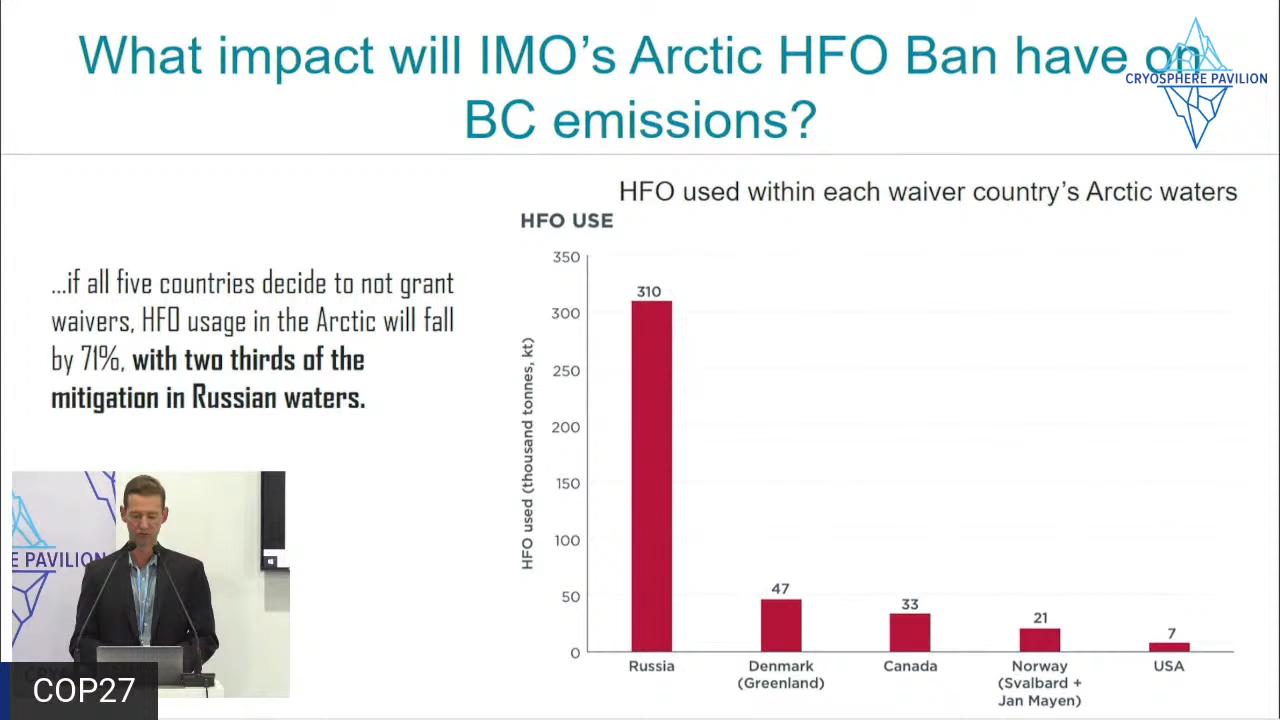 What impact will IMO's Arctic HFO Ban have on
BC emissions?
CRYOSPHERE PAVILION
HFO used within each waiver country's Arctic waters
HFO USE
...if all five countries decide to not grant
waivers, HFO usage in the Arctic will fall
by 71%, with two thirds of the
mitigation in Russian waters.
HFO used (thousand tonnes, kt)
350
300
250
200
150
100
50
0
310
47
33
21
7
Russia
Denmark
(Greenland)
Canada
Norway
(Svalbard +
Jan Mayen)
USA
RE PAVILION
COP27